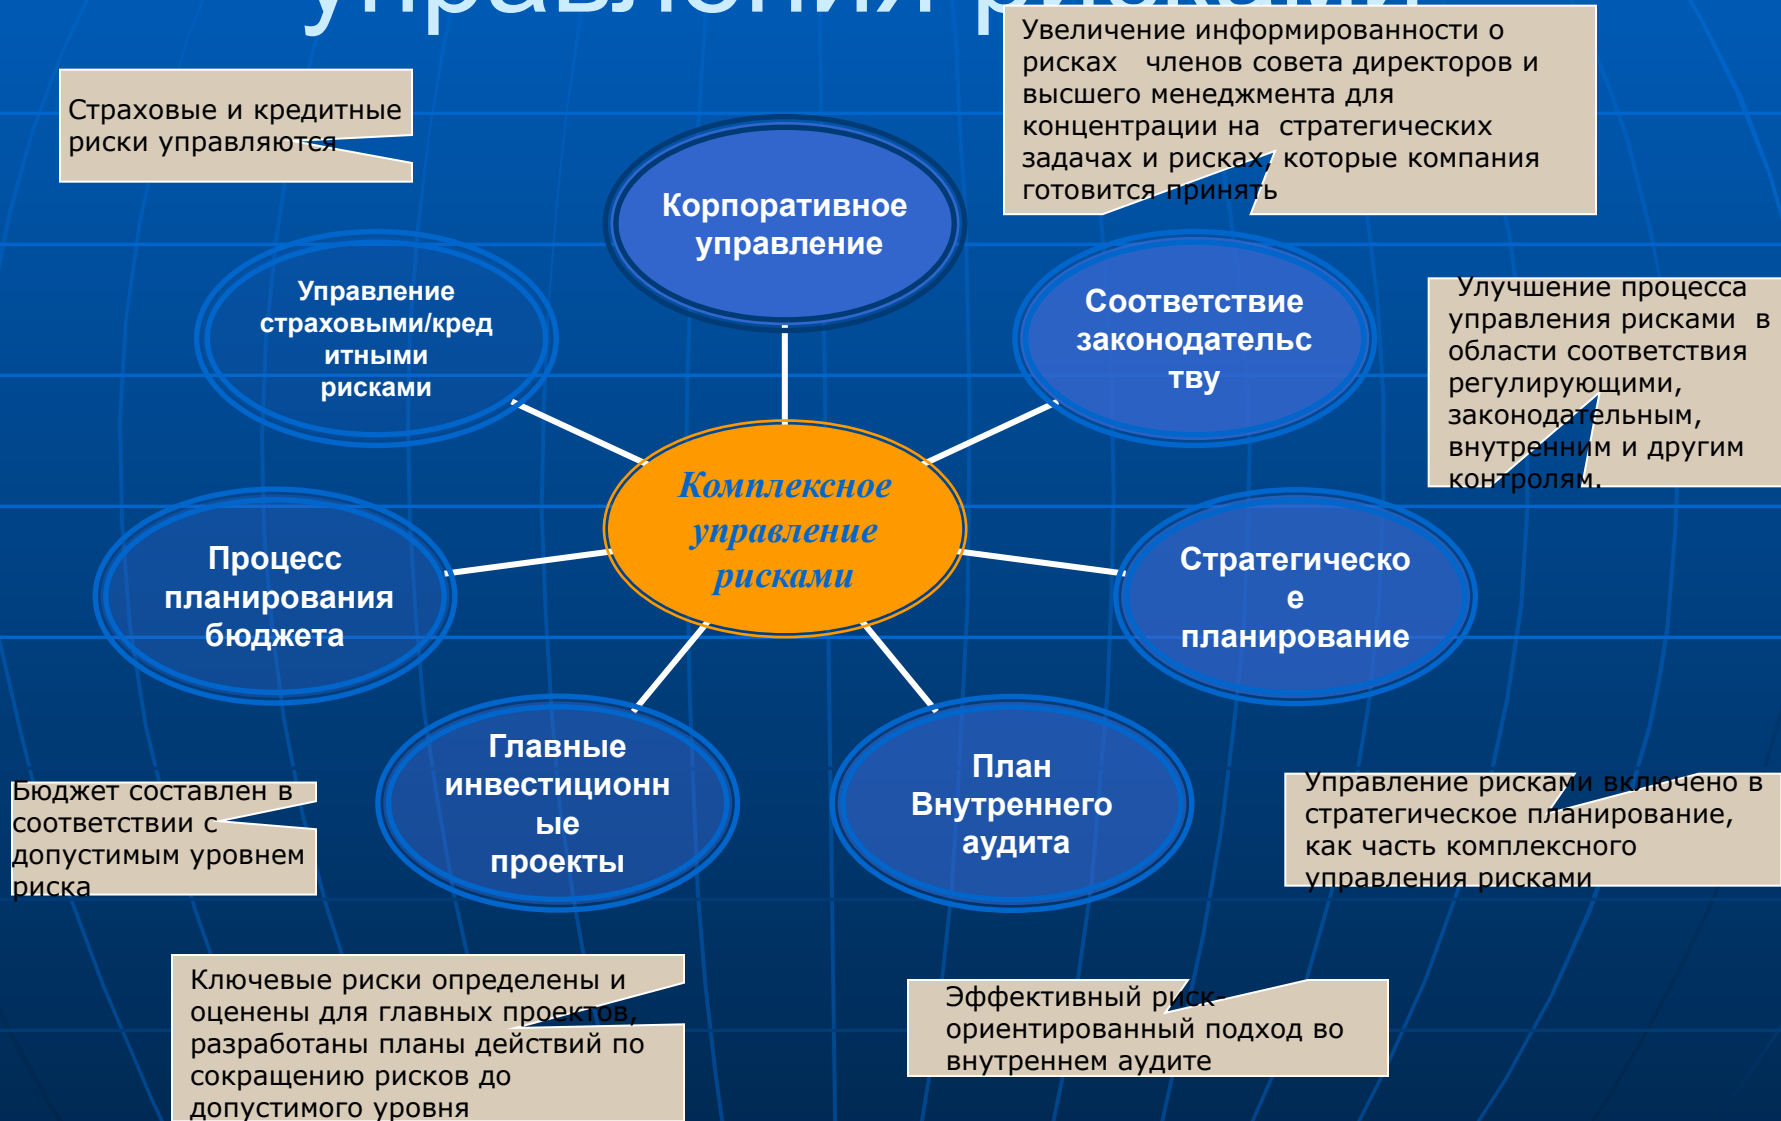 управления рисками
Увеличение информированности о
рисках членов совета директоров и
высшего менеджмента для
концентрации на стратегических
задачах и рисках, которые компания
готовится принять
Страховые и кредитные
риски управляются
Корпоративное
управление
Управление
страховыми/кред
итными
рисками
Соответствие
законодательс
тву
Улучшение процесса
управления рисками в
области соответствия
регулирующими,
законодательным,
внутренним и другим
контролям.
Комплексное
управление
рисками
Процесс
планирования
бюджета
Стратегическо
е
планирование
Главные
инвестиционн
ые
проекты
План
Внутреннего
аудита
Бюджет составлен в
соответствии с
допустимым уровнем
риска
Управление рисками включено в
стратегическое планирование,
как часть комплексного
управления рисками
Ключевые риски определены и
оценены для главных проектов,
разработаны планы действий по
сокращению рисков до
допустимого уровня
Эффективный риск-
ориентированный подход во
внутреннем аудите